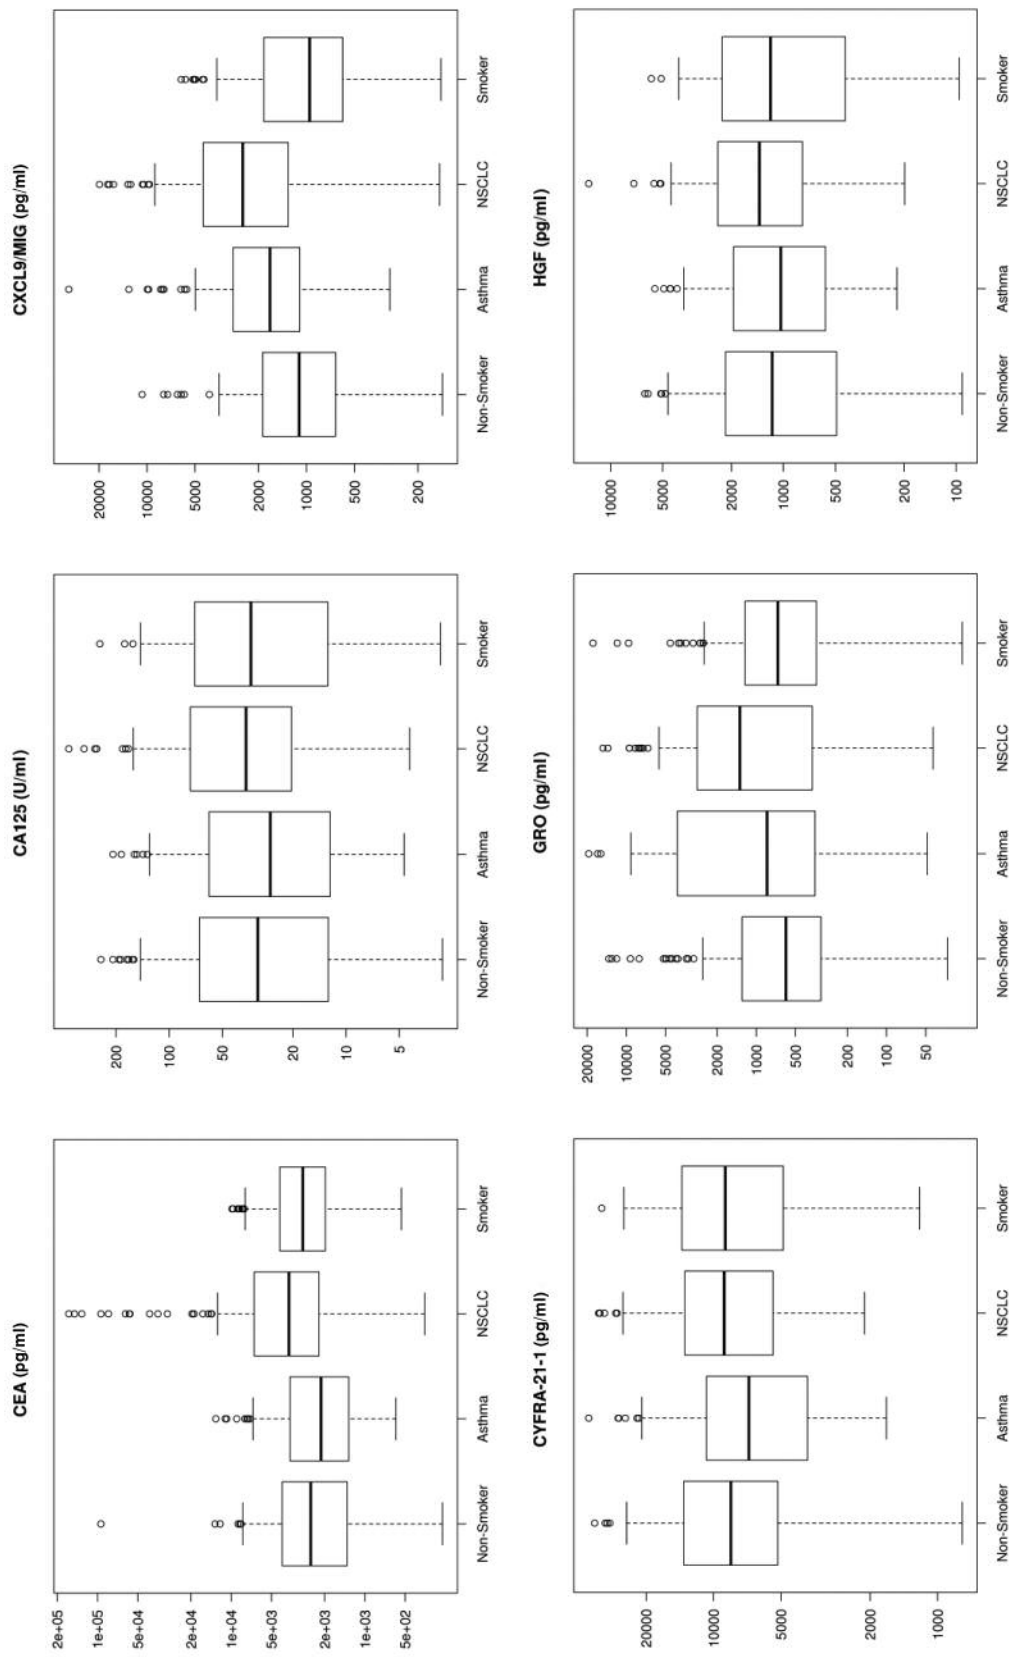 CEA (pg/ml)
2e+05
1e+05
5e+04
2e+04
1e+04
5e+03
2e+03
1e+03
5e+02
Non-Smoker
Asthma
NSCLC
Smoker
CA125 (U/ml)
200
100
50
20
10
5
Non-Smoker
Asthma
NSCLC
Smoker
CXCL9/MIG (pg/ml)
20000
10000
5000
2000
1000
500
200
Non-Smoker
Asthma
NSCLC
Smoker
CYFRA-21-1 (pg/ml)
20000
10000
5000
2000
1000
Non-Smoker
Asthma
NSCLC
Smoker
GRO (pg/ml)
20000
10000
5000
2000
1000
500
200
100
50
Non-Smoker
Asthma
NSCLC
Smoker
HGF (pg/ml)
10000
5000
2000
1000
500
200
100
Non-Smoker
Asthma
NSCLC
Smoker